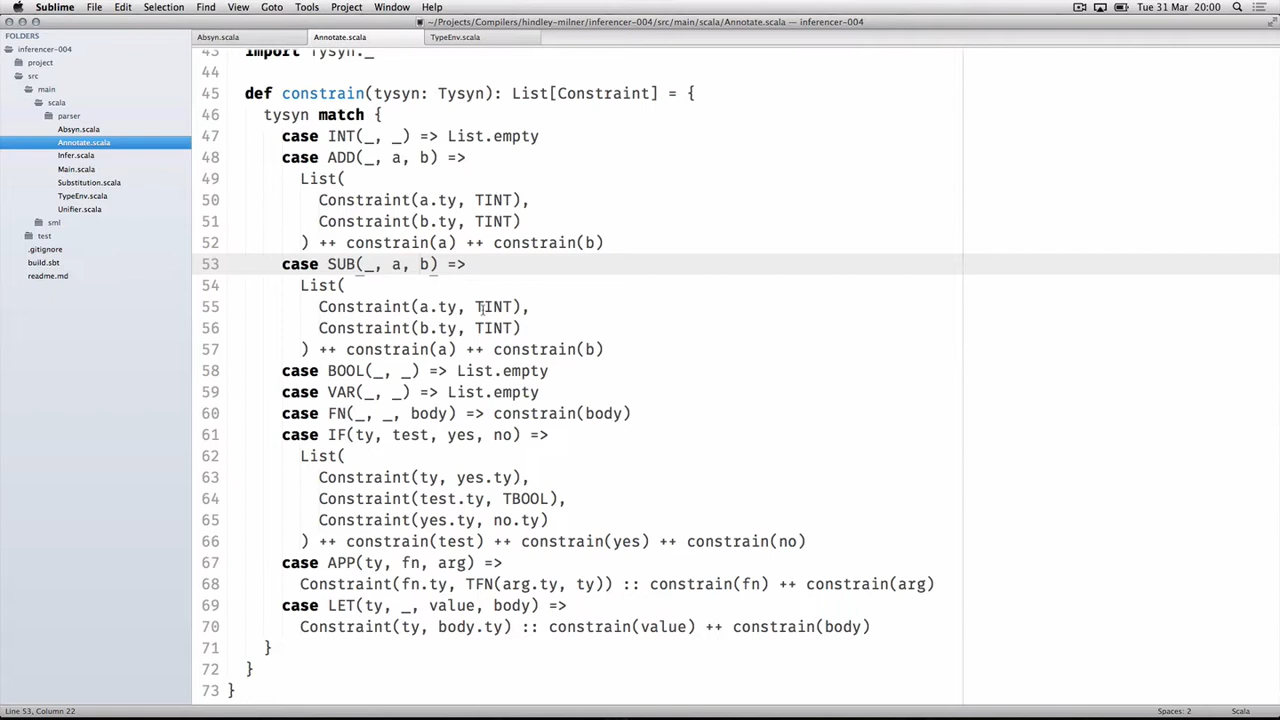 Sublime File Edit Selection Find View Goto Tools Project Window Help Tue 31 Mar 20:00
~/Projects/Compilers/hindley-milner/inferencer-004/src/main/scala/Annotate.scala — inferencer-004
FOLDERS
inferencer-004
project
src
main
scala
parser
Absyn.scala
Annotate.scala
Infer.scala
Main.scala
Substitution.scala
TypeEnv.scala
Unifier.scala
sml
test
.gitignore
build.sbt
readme.md
Absyn.scala Annotate.scala TypeEnv.scala
43 import Tysyn._
44
45 def constrain(tysyn: Tysyn): List[Constraint] = {
46 tysyn match {
47 case INT(_, _) => List.empty
48 case ADD(_, a, b) =>
49 List(
50 Constraint(a.ty, TINT),
51 Constraint(b.ty, TINT)
52 ) ++ constrain(a) ++ constrain(b)
53 case SUB(_, a, b) =>
54 List(
55 Constraint(a.ty, TINT),
56 Constraint(b.ty, TINT)
57 ) ++ constrain(a) ++ constrain(b)
58 case BOOL(_, _) => List.empty
59 case VAR(_, _) => List.empty
60 case FN(_, _, body) => constrain(body)
61 case IF(ty, test, yes, no) =>
62 List(
63 Constraint(ty, yes.ty),
64 Constraint(test.ty, TBOOL),
65 Constraint(yes.ty, no.ty)
66 ) ++ constrain(test) ++ constrain(yes) ++ constrain(no)
67 case APP(ty, fn, arg) =>
68 Constraint(fn.ty, TFN(arg.ty, ty)) :: constrain(fn) ++ constrain(arg)
69 case LET(ty, _, value, body) =>
70 Constraint(ty, body.ty) :: constrain(value) ++ constrain(body)
71 }
72 }
73 }
Line 53, Column 22 Spaces: 2 Scala